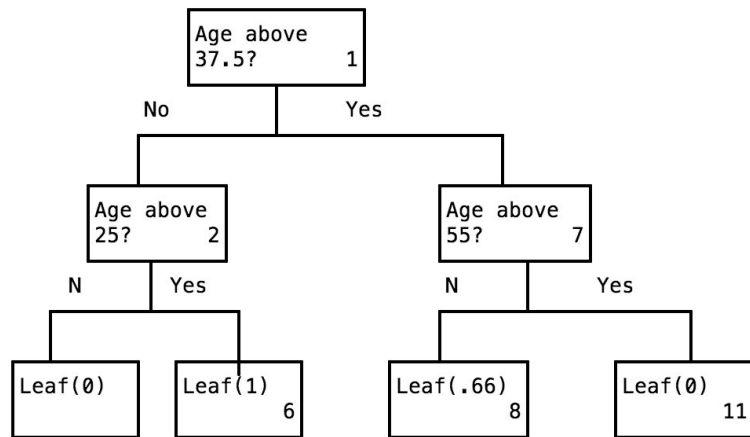 Age above
37.5? 1
No Yes
Age above
25? 2
Age above
55? 7
N Yes
N Yes
Leaf(0)
Leaf(1)
6
Leaf(.66)
8
Leaf(0)
11